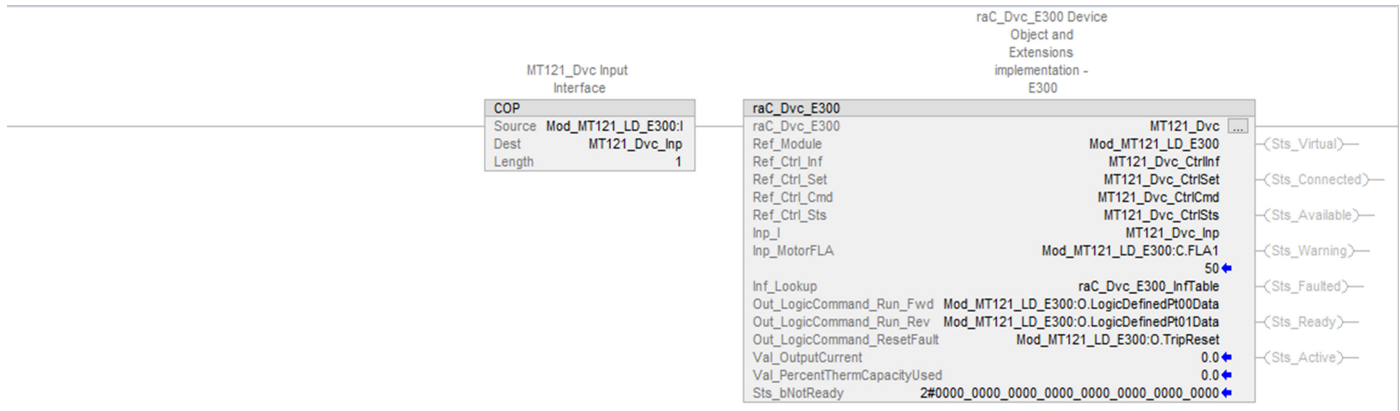 raC_Dvc_E300 Device
Object and
Extensions
implementation -
E300
MT121_Dvc Input
Interface
COP
Source Mod_MT121_LD_E300:I
Dest MT121_Dvc_Inp
Length 1
raC_Dvc_E300
raC_Dvc_E300 MT121_Dvc ...
Ref_Module Mod_MT121_LD_E300 (Sts_Virtual)
Ref_Ctrl_Inf MT121_Dvc_CtrlInf
Ref_Ctrl_Set MT121_Dvc_CtrlSet (Sts_Connected)
Ref_Ctrl_Cmd MT121_Dvc_CtrlCmd
Ref_Ctrl_Sts MT121_Dvc_CtrlSts (Sts_Available)
Inp_I MT121_Dvc_Inp
Inp_MotorFLA Mod_MT121_LD_E300:C.FLA1 (Sts_Warning)
50
Inf_Lookup raC_Dvc_E300_InfTable (Sts_Faulted)
Out_LogicCommand_Run_Fwd Mod_MT121_LD_E300:O.LogicDefinedPt00Data
Out_LogicCommand_Run_Rev Mod_MT121_LD_E300:O.LogicDefinedPt01Data (Sts_Ready)
Out_LogicCommand_ResetFault Mod_MT121_LD_E300:O.TripReset
Val_OutputCurrent 0.0 (Sts_Active)
Val_PercentThermCapacityUsed 0.0
Sts_bNotReady 2#0000_0000_0000_0000_0000_0000_0000_0000